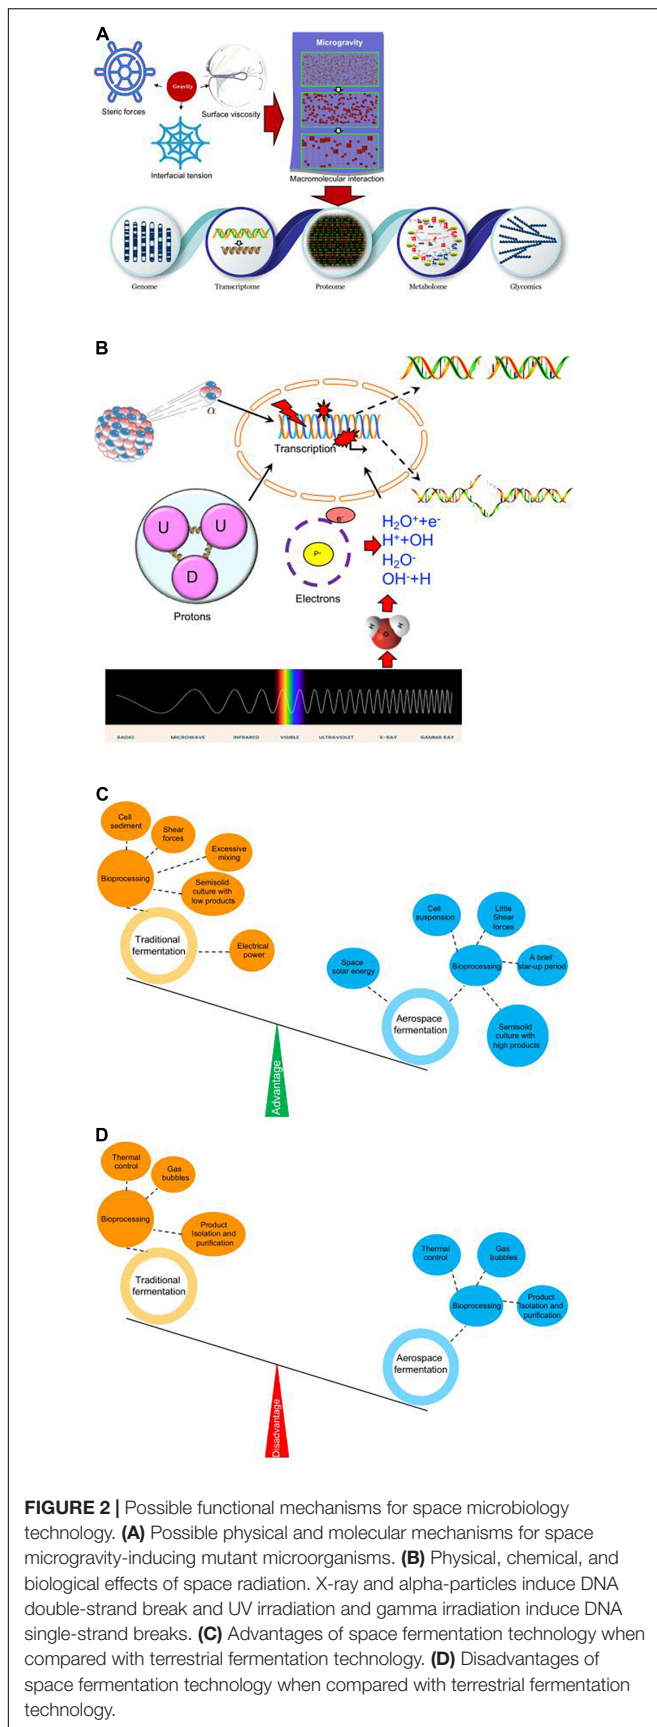 A
Gravity
Steric forces
Surface viscosity
Interfacial tension
Microgravity
Macromolecular interaction
Genome
Transcriptome
Proteome
Metabolome
Glycomics
B
α
Transcription
U
U
D
Protons
e-
P+
Electrons
H₂O⁺+e⁻
H⁺+OH
H₂O⁻
OH⁻+H
H
O
H
RADIO
MICROWAVE
INFRARED
VISIBLE
ULTRAVIOLET
X-RAY
GAMMA RAY
C
Cell
sediment
Shear
forces
Excessive
mixing
Bioprocessing
Semisolid
culture with
low products
Traditional
fermentation
Electrical
power
Cell
suspension
Little
Shear
forces
Space
solar energy
Bioprocessing
A brief
star-up period
Aerospace
fermentation
Semisolid
culture with
high products
Advantage
D
Thermal
control
Gas
bubbles
Bioprocessing
Product
Isolation and
purification
Traditional
fermentation
Thermal
control
Gas
bubbles
Bioprocessing
Product
Isolation and
purification
Aerospace
fermentation
Disadvantage
FIGURE 2 | Possible functional mechanisms for space microbiology
technology. (A) Possible physical and molecular mechanisms for space
microgravity-inducing mutant microorganisms. (B) Physical, chemical, and
biological effects of space radiation. X-ray and alpha-particles induce DNA
double-strand break and UV irradiation and gamma irradiation induce DNA
single-strand breaks. (C) Advantages of space fermentation technology when
compared with terrestrial fermentation technology. (D) Disadvantages of
space fermentation technology when compared with terrestrial fermentation
technology.